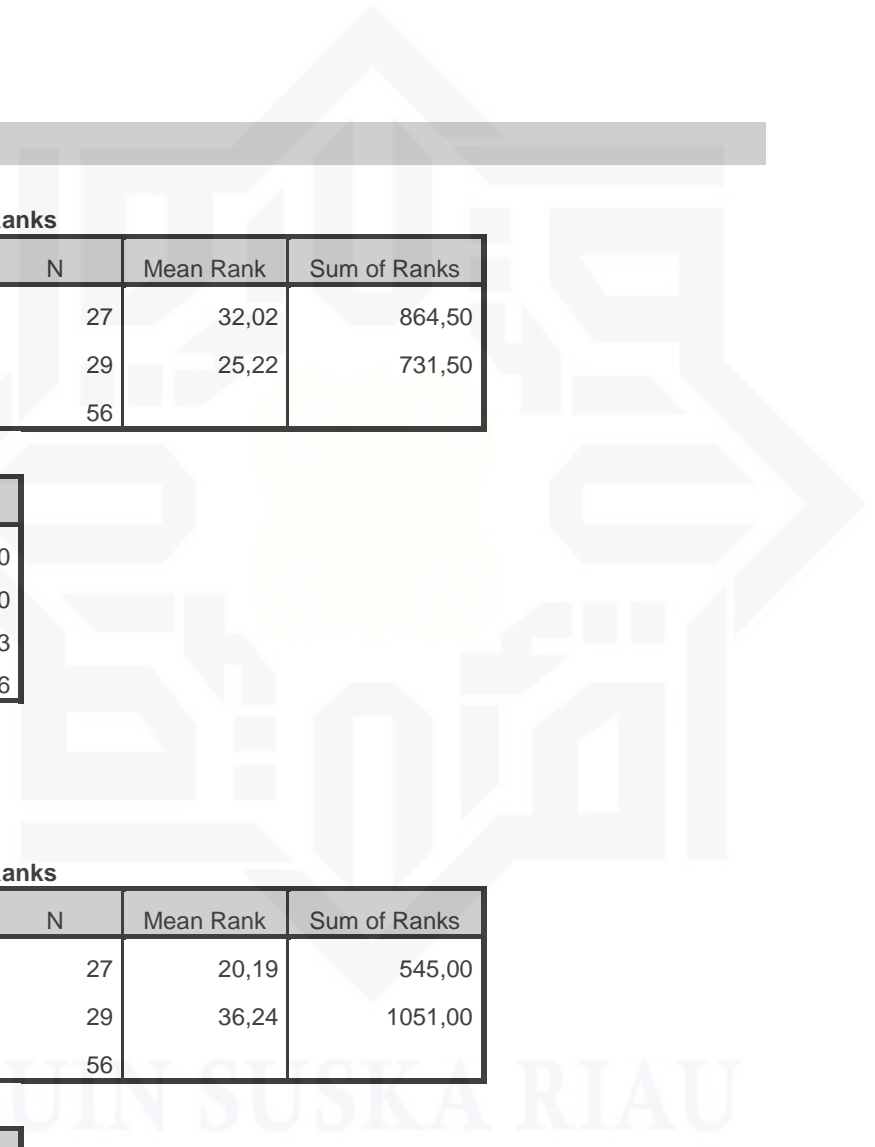 anks
N Mean Rank Sum of Ranks
27 32,02 864,50
29 25,22 731,50
56
0
0
3
6
anks
N Mean Rank Sum of Ranks
27 20,19 545,00
29 36,24 1051,00
56
UIN SUSKA RIAU